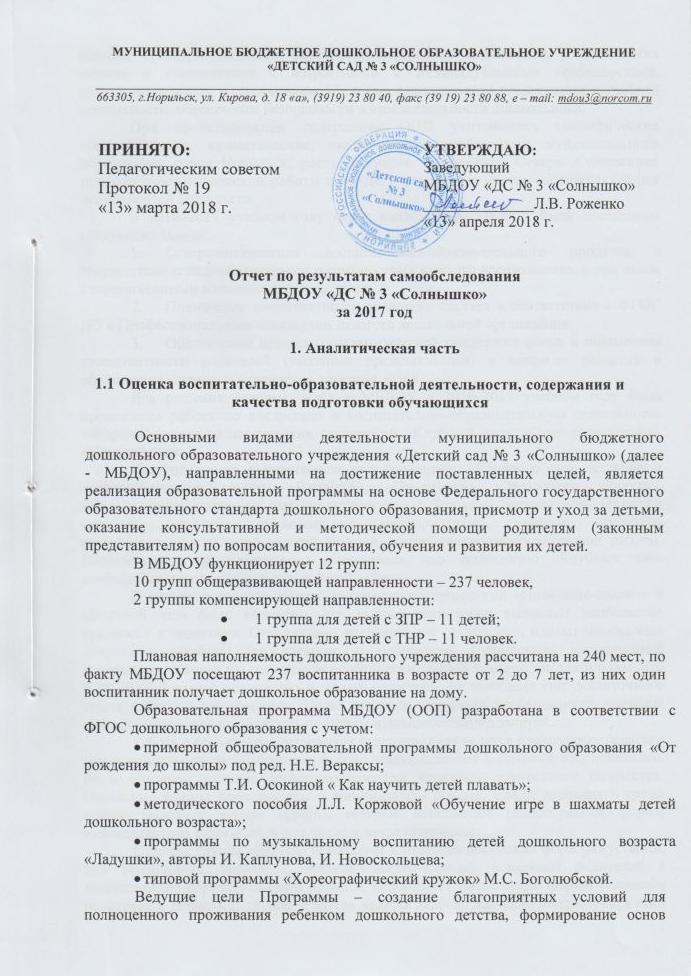 МУНИЦИПАЛЬНОЕ БЮДЖЕТНОЕ ДОШКОЛЬНОЕ ОБРАЗОВАТЕЛЬНОЕ УЧРЕЖДЕНИЕ
«ДЕТСКИЙ САД № 3 «СОЛНЫШКО»
663305, г.Норильск, ул. Кирова, д. 18 «а», (3919) 23 80 40, факс (39 19) 23 80 88, е – mail: mdou3@norcom.ru
ПРИНЯТО:
Педагогическим советом
Протокол № 19
«13» марта 2018 г.
УТВЕРЖДАЮ:
Заведующий
МБДОУ «ДС № 3 «Солнышко»
Л.В. Роженко
«13» апреля 2018 г.
«Детский сад
№ 3
«Солнышко»
Отчет по результатам самообследования
МБДОУ «ДС № 3 «Солнышко»
за 2017 год
1. Аналитическая часть
1.1 Оценка воспитательно-образовательной деятельности, содержания и
качества подготовки обучающихся
Основными видами деятельности муниципального бюджетного
дошкольного образовательного учреждения «Детский сад № 3 «Солнышко» (далее
- МБДОУ), направленными на достижение поставленных целей, является
реализация образовательной программы на основе Федерального государственного
образовательного стандарта дошкольного образования, присмотр и уход за детьми,
оказание консультативной и методической помощи родителям (законным
представителям) по вопросам воспитания, обучения и развития их детей.
В МБДОУ функционирует 12 групп:
10 групп общеразвивающей направленности – 237 человек,
2 группы компенсирующей направленности:
• 1 группа для детей с ЗПР – 11 детей;
• 1 группа для детей с ТНР – 11 человек.
Плановая наполняемость дошкольного учреждения рассчитана на 240 мест, по
факту МБДОУ посещают 237 воспитанника в возрасте от 2 до 7 лет, из них один
воспитанник получает дошкольное образование на дому.
Образовательная программа МБДОУ (ООП) разработана в соответствии с
ФГОС дошкольного образования с учетом:
• примерной общеобразовательной программы дошкольного образования «От
рождения до школы» под ред. Н.Е. Вераксы;
• программы Т.И. Осокиной « Как научить детей плавать»;
• методического пособия Л.Л. Коржовой «Обучение игре в шахматы детей
дошкольного возраста»;
• программы по музыкальному воспитанию детей дошкольного возраста
«Ладушки», авторы И. Каплунова, И. Новоскольцева;
• типовой программы «Хореографический кружок» М.С. Боголюбской.
Ведущие цели Программы – создание благоприятных условий для
полноценного проживания ребенком дошкольного детства, формирование основ